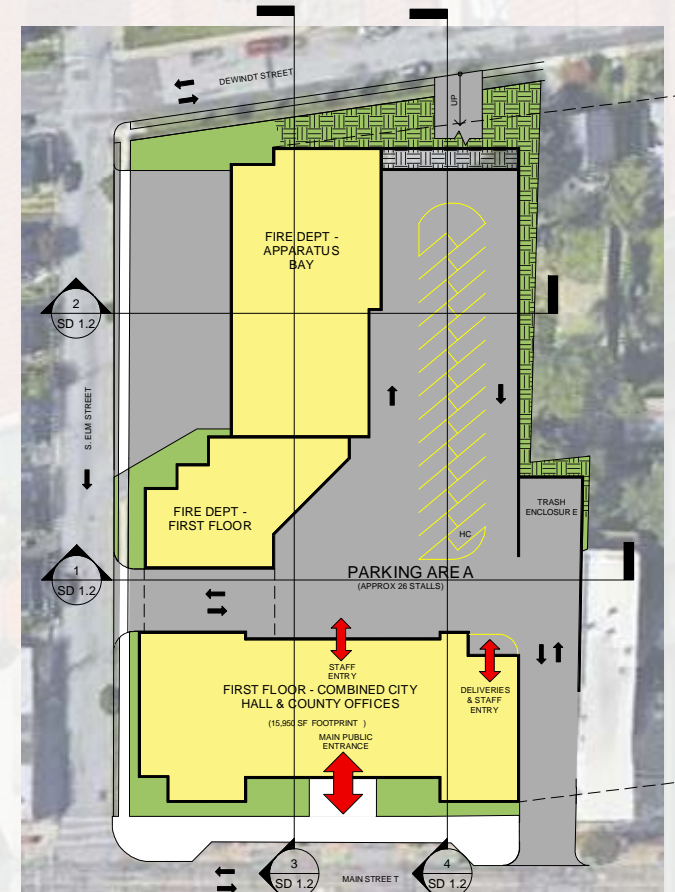 DEWINDT STREET
UP
FIRE DEPT -
APPARATUS
BAY
2
SD 1.2
S. ELM STREET
FIRE DEPT -
FIRST FLOOR
TRASH
ENCLOSURE
HC
PARKING AREA
(APPROX 26 STALLS)
1
SD 1.2
STAFF
ENTRY
FIRST FLOOR - COMBINED CITY
HALL & COUNTY OFFICES
(15,950 SF FOOTPRINT )
DELIVERIES
& STAFF
ENTRY
MAIN PUBLIC
ENTRANCE
3
SD 1.2
MAIN STREET
4
SD 1.2